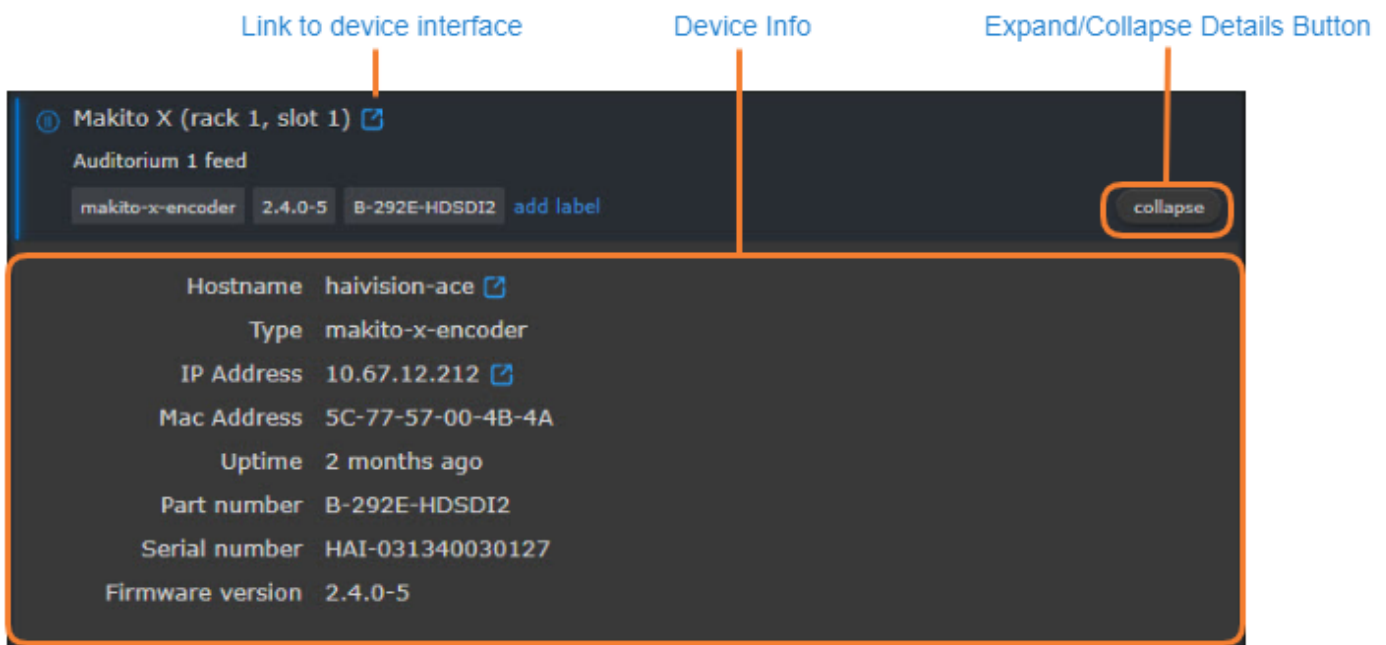 Link to device interface Device Info Expand/Collapse Details Button
Makito X (rack 1, slot 1)
Auditorium 1 feed
makito-x-encoder 2.4.0-5 B-292E-HDSDI2 add label collapse
Hostname haivision-ace
Type makito-x-encoder
IP Address 10.67.12.212
Mac Address 5C-77-57-00-4B-4A
Uptime 2 months ago
Part number B-292E-HDSDI2
Serial number HAI-031340030127
Firmware version 2.4.0-5